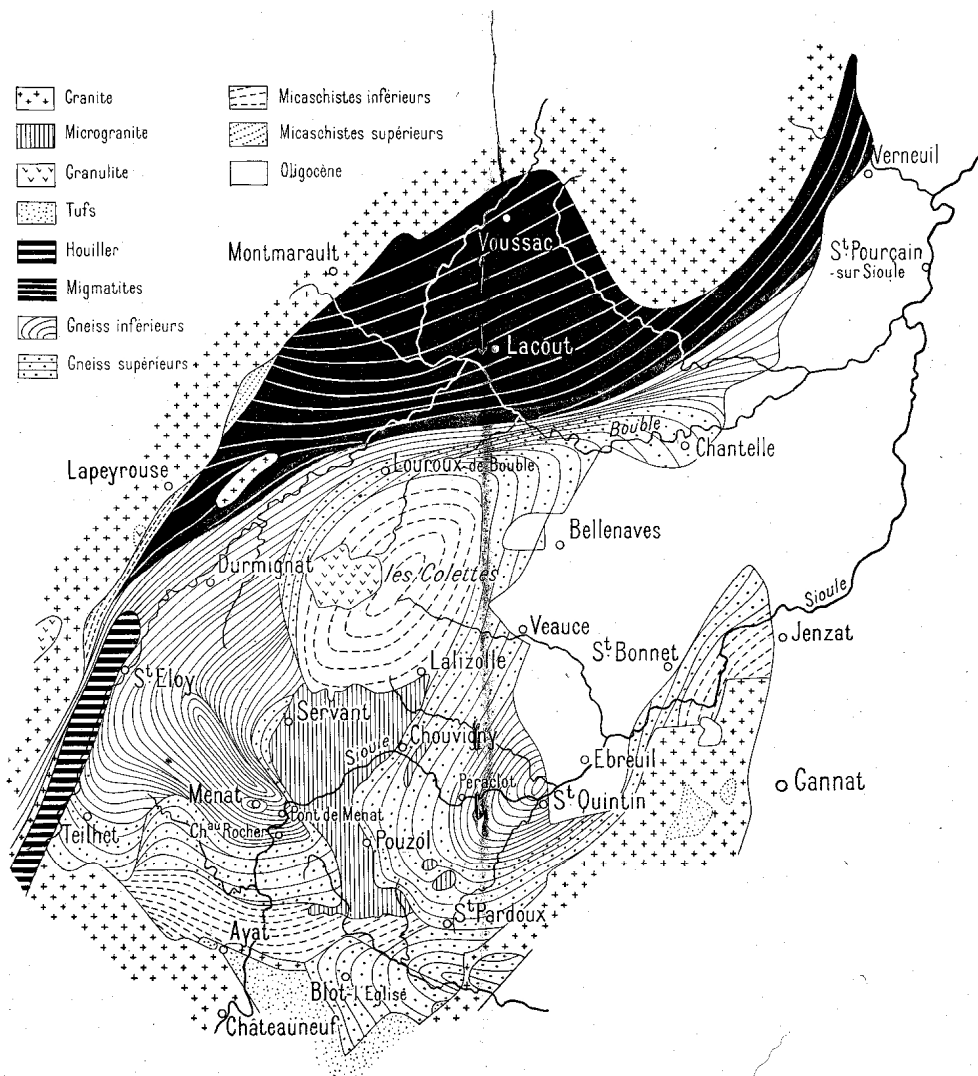 Granite
Microgranite
Granulite
Tufs
Houiller
Migmatites
Gneiss inférieurs
Gneiss supérieurs
Micaschistes inférieurs
Micaschistes supérieurs
Oligocène
Verneuil
Voussac
Montmarault
St Pourçain
-sur Sioule
Lacout
Bouble
Chantelle
Lapeyrouse
Louroux-de Bouble
Bellenaves
Durmignat
les Colettes
Sioule
Veauce
Jenzat
St Bonnet
Lalizolle
St Eloy
Servant
Sioule
Chouvigny
Ebreuil
Gannat
Peraclot
Menat
St Quintin
Pont de Menat
Teilhet
Chau Rocher
Pouzol
St Pardoux
Ayat
Blot-l'Eglise
Châteauneuf